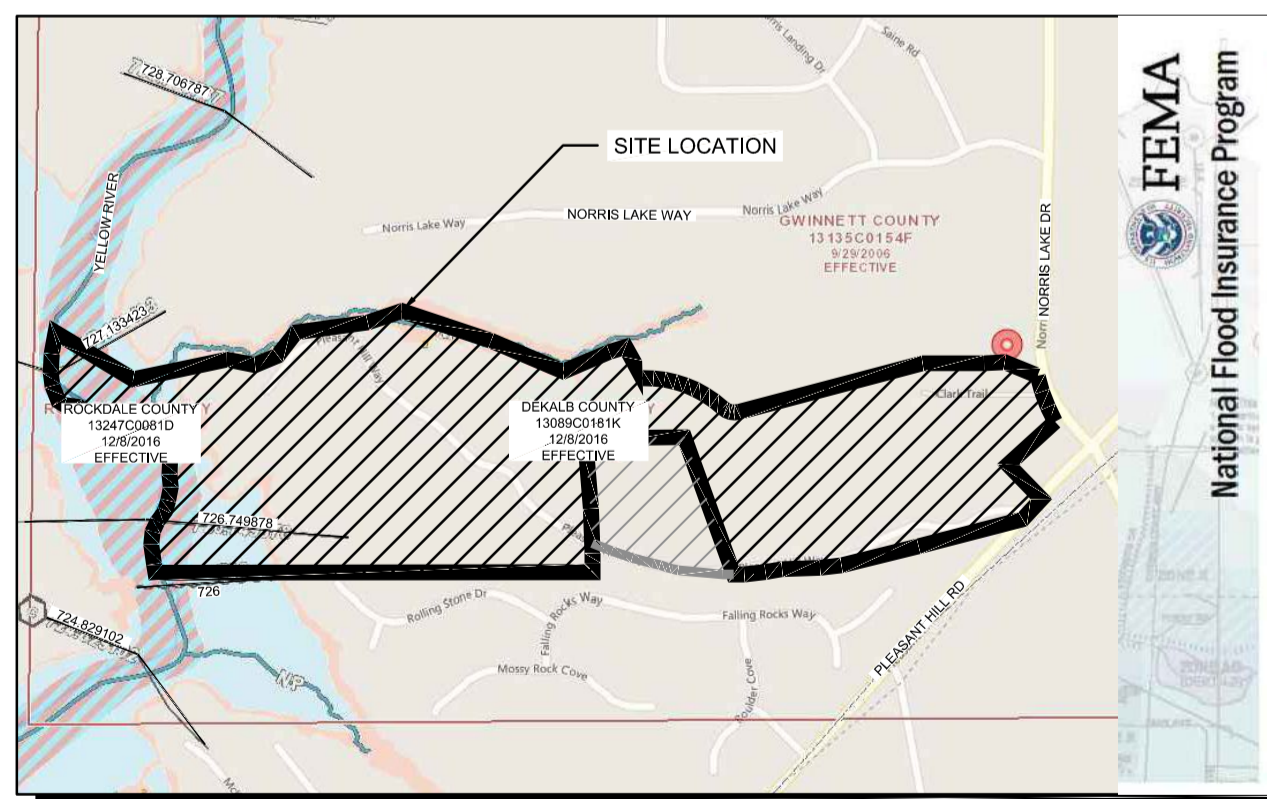 Norris Landing Dr
Saine Rd
728.706787
SITE LOCATION
YELLOW RIVER
NORRIS LAKE WAY
Norris Lake Way
Norris Lake Way
GWINNETT COUNTY
13135C0154F
9/29/2006
EFFECTIVE
NORRIS LAKE DR
727.133423
Pleasant Hill Way
Clark Trail
ROCKDALE COUNTY
13247C0081D
12/8/2016
EFFECTIVE
DEKALB COUNTY
13089C0181K
12/8/2016
EFFECTIVE
726.749878
726
724.829102
Rolling Stone Dr
Falling Rocks Way
Falling Rocks Way
Mossy Rock Cove
Boulder Cove
PLEASANT HILL RD
NP
FEMA
National Flood Insurance Program